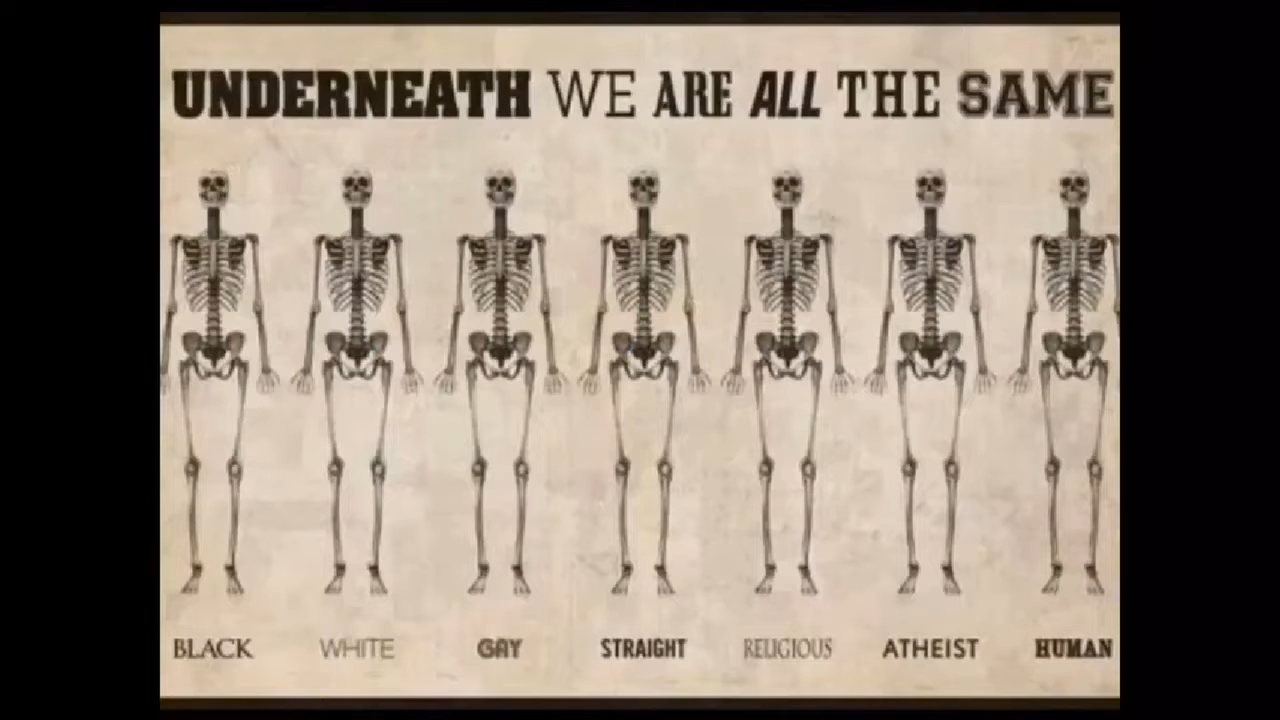 UNDERNEATH WE ARE ALL THE SAME
BLACK WHITE GAY STRAIGHT RELIGIOUS ATHEIST HUMAN